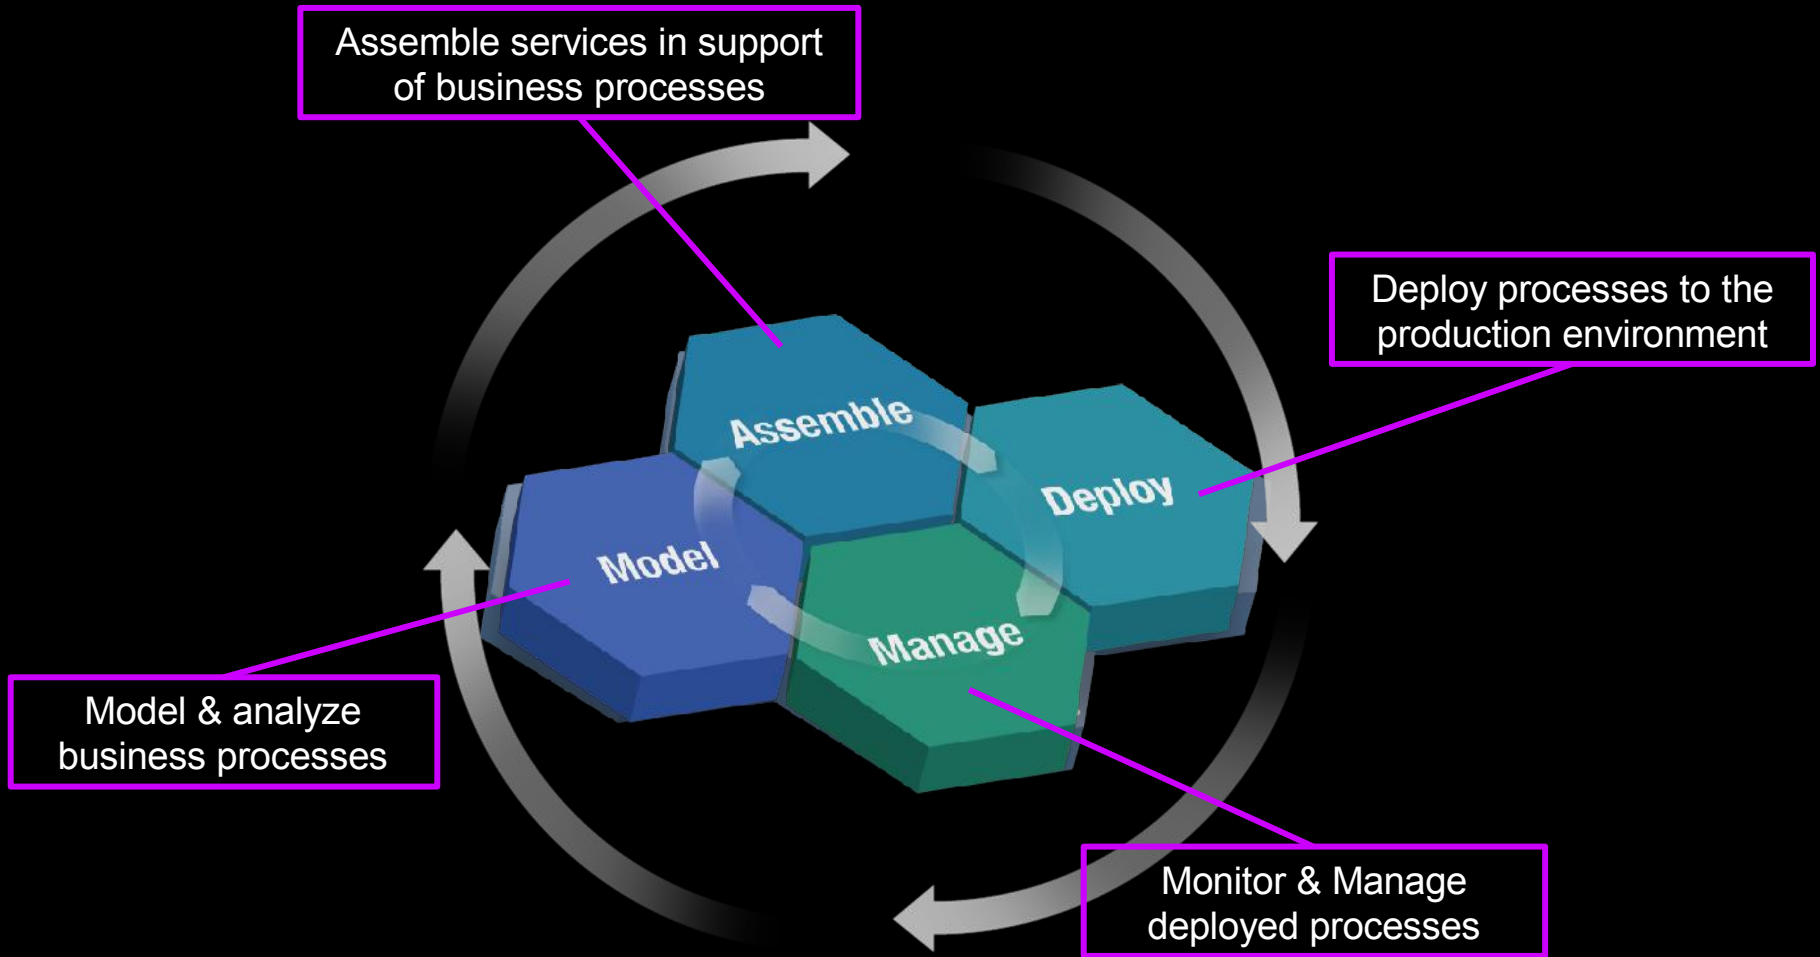 Assemble services in support
of business processes
Deploy processes to the
production environment
Assemble
Deploy
Model
Manage
Model & analyze
business processes
Monitor & Manage
deployed processes